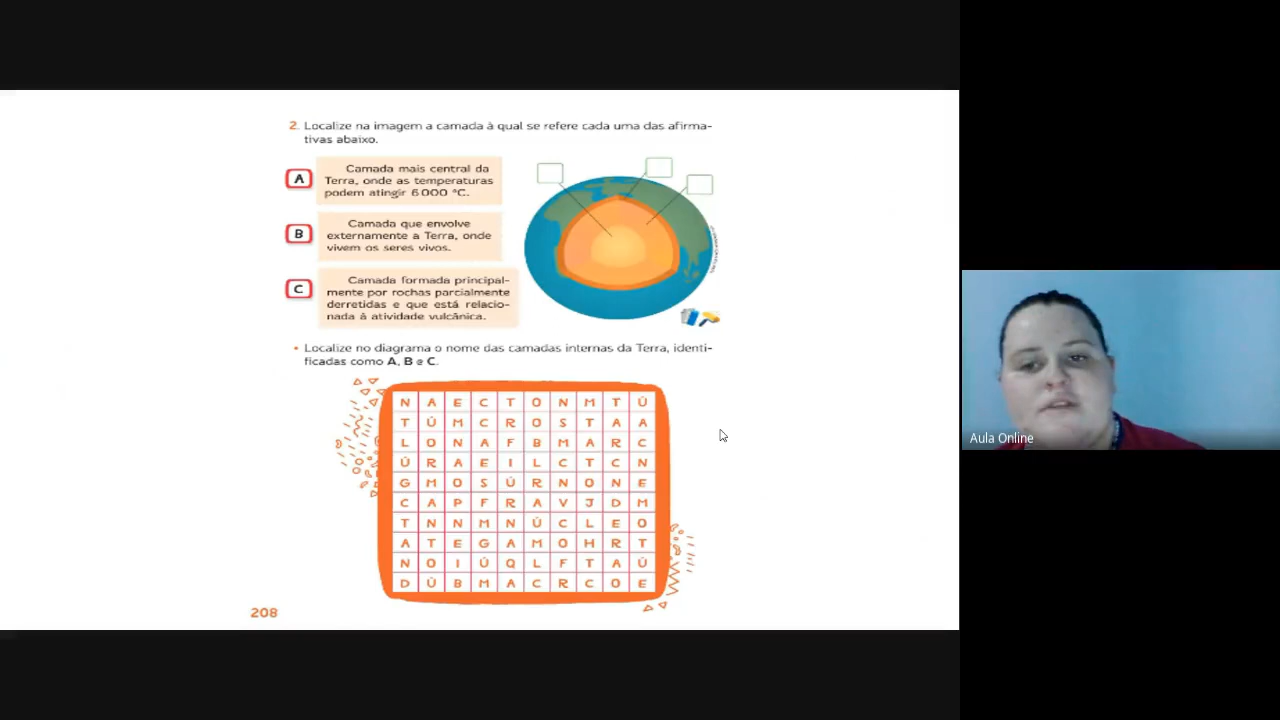 2. Localize na imagem a camada à qual se refere cada uma das afirma-
tivas abaixo.
A
Camada mais central da
Terra, onde as temperaturas
podem atingir 6 000 °C.
B
Camada que envolve
externamente a Terra, onde
vivem os seres vivos.
C
Camada formada principal-
mente por rochas parcialmente
derretidas e que está relacio-
nada à atividade vulcânica.
• Localize no diagrama o nome das camadas internas da Terra, identi-
ficadas como A, B e C.
N A E C T O N M T Ú
T Ú M C R O S T A A
L O N A F B M A R C
Ú R A E I L C T C N
G M O S Ú R N O N E
C A P F R A V J D M
T N N M N Ú C L E O
A T E G A M O H R T
N O I Ú Q L F T A Ú
D Ú B M A C R C O E
208
Aula Online